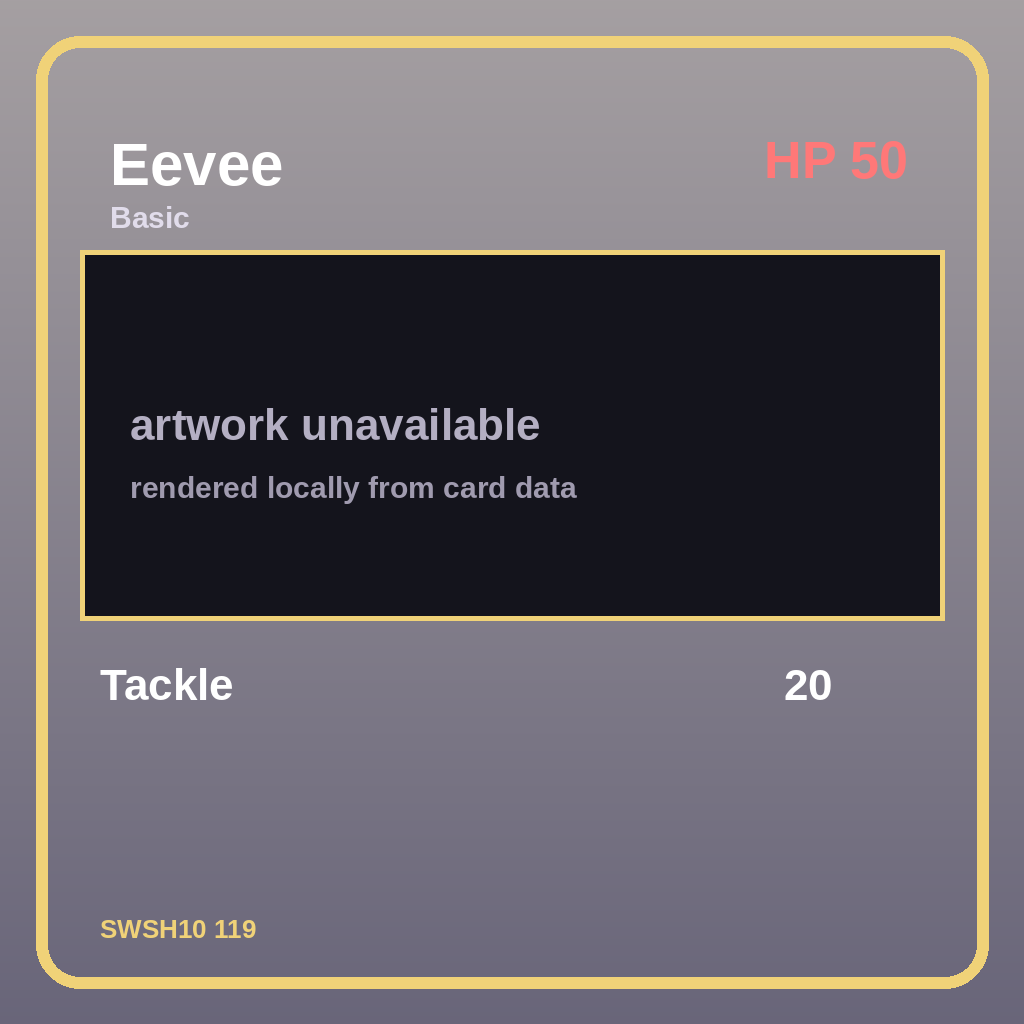 Eevee
HP 50
Basic
artwork unavailable
rendered locally from card data
Tackle 20
SWSH10 119